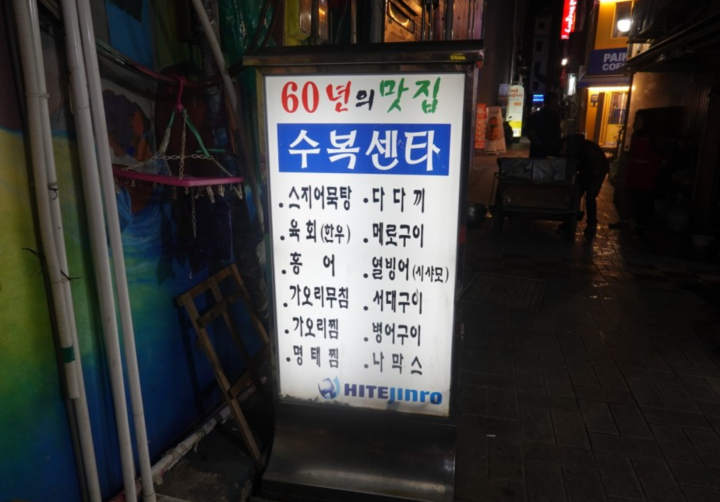 60년의 맛집
수복센타
.스지어묵탕
.육회(한우)
.홍어
.가오리무침
.가오리찜
.명태찜
.다다끼
.메로구이
.열빙어(시샤모)
.서대구이
.병어구이
.나막스
HITEJINRO
PAIK
COF